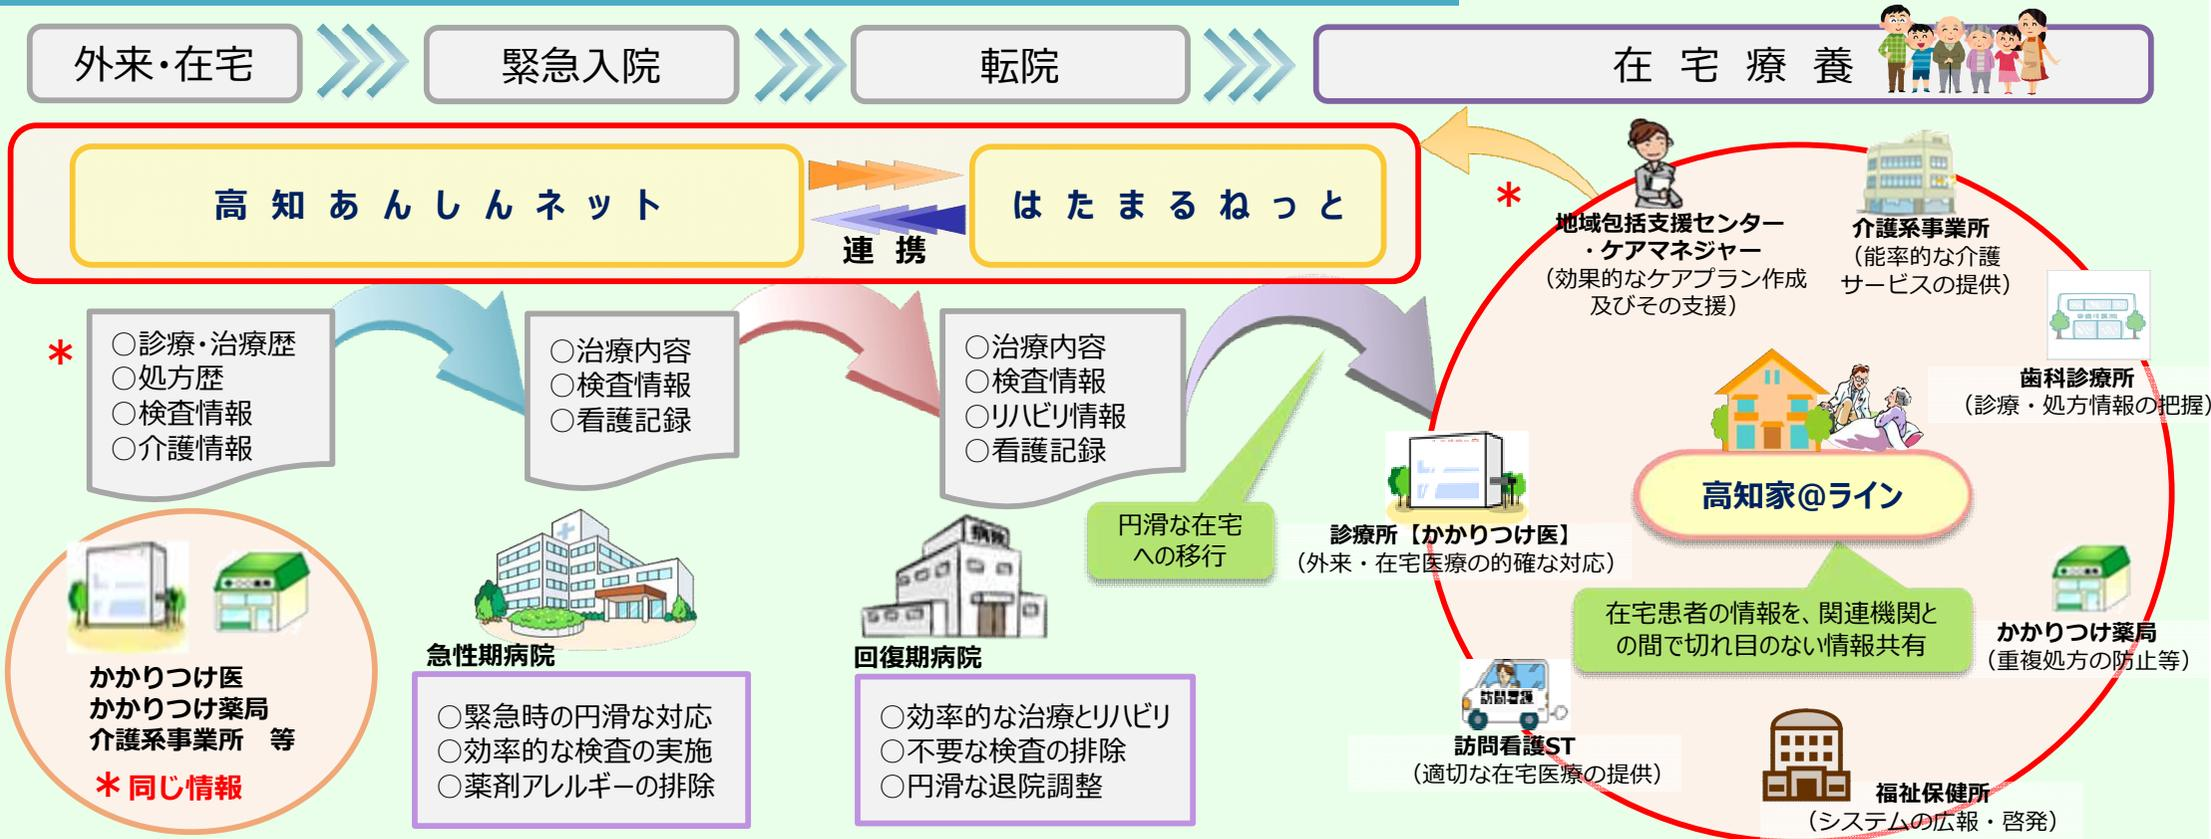 外来・在宅
緊急入院
転院
在宅療養
高知あんしんネット
連携
はたまるねっと
*
○診療・治療歴
○処方歴
○検査情報
○介護情報
○治療内容
○検査情報
○看護記録
○治療内容
○検査情報
○リハビリ情報
○看護記録
かかりつけ医
かかりつけ薬局
介護系事業所 等
*同じ情報
急性期病院
○緊急時の円滑な対応
○効率的な検査の実施
○薬剤アレルギーの排除
病院
回復期病院
○効率的な治療とリハビリ
○不要な検査の排除
○円滑な退院調整
円滑な在宅
への移行
*
地域包括支援センター
・ケアマネジャー
（効果的なケアプラン作成
及びその支援）
介護系事業所
（能率的な介護
サービスの提供）
歯科診療所
（診療・処方情報の把握）
診療所【かかりつけ医】
（外来・在宅医療の的確な対応）
高知家@ライン
在宅患者の情報を、関連機関と
の間で切れ目のない情報共有
かかりつけ薬局
（重複処方の防止等）
訪問看護
訪問看護ST
（適切な在宅医療の提供）
福祉保健所
（システムの広報・啓発）